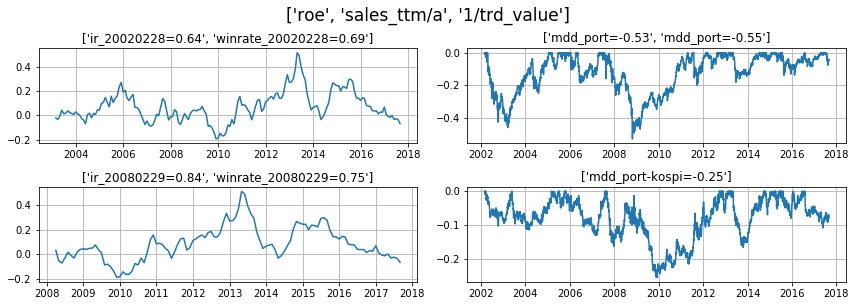 ['roe', 'sales_ttm/a', '1/trd_value']
['ir_20020228=0.64', 'winrate_20020228=0.69']
0.4
0.2
0.0
−0.2
2004 2006 2008 2010 2012 2014 2016 2018
['mdd_port=-0.53', 'mdd_port=-0.55']
0.0
−0.2
−0.4
2002 2004 2006 2008 2010 2012 2014 2016 2018
['ir_20080229=0.84', 'winrate_20080229=0.75']
0.4
0.2
0.0
−0.2
2008 2009 2010 2011 2012 2013 2014 2015 2016 2017 2018
['mdd_port-kospi=-0.25']
0.0
−0.1
−0.2
2002 2004 2006 2008 2010 2012 2014 2016 2018